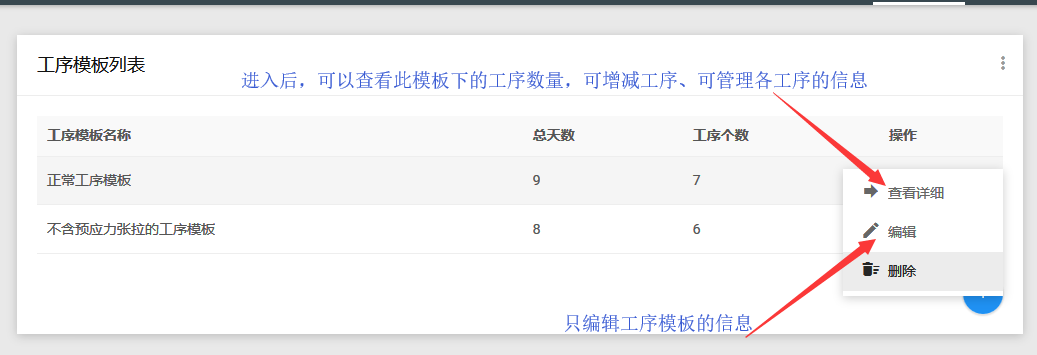 工序模板列表
进入后，可以查看此模板下的工序数量，可增减工序、可管理各工序的信息
工序模板名称 总天数 工序个数 操作
正常工序模板 9 7
查看详细
不含预应力张拉的工序模板 8 6
编辑
删除
只编辑工序模板的信息